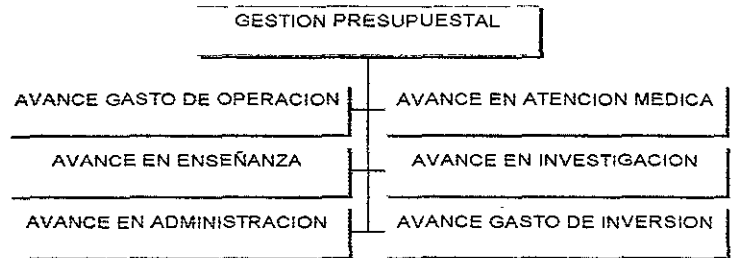 GESTION PRESUPUESTAL
AVANCE GASTO DE OPERACION
AVANCE EN ATENCION MEDICA
AVANCE EN ENSEÑANZA
AVANCE EN INVESTIGACION
AVANCE EN ADMINISTRACION
AVANCE GASTO DE INVERSION